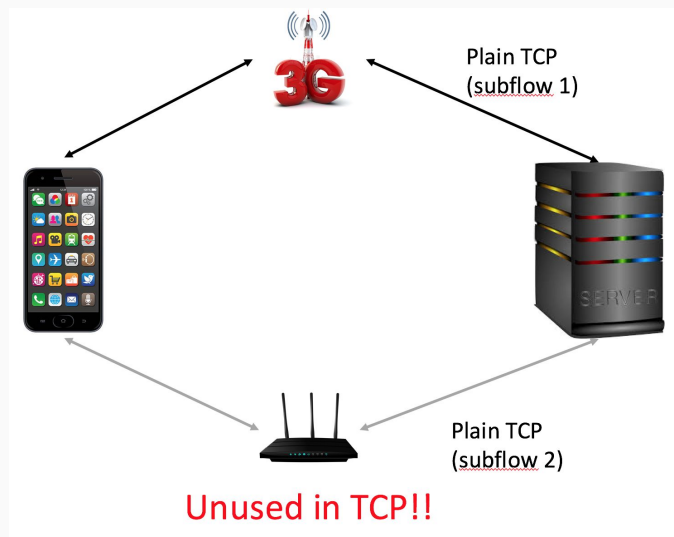 3G
Plain TCP
(subflow 1)
SERVER
Plain TCP
(subflow 2)
Unused in TCP!!